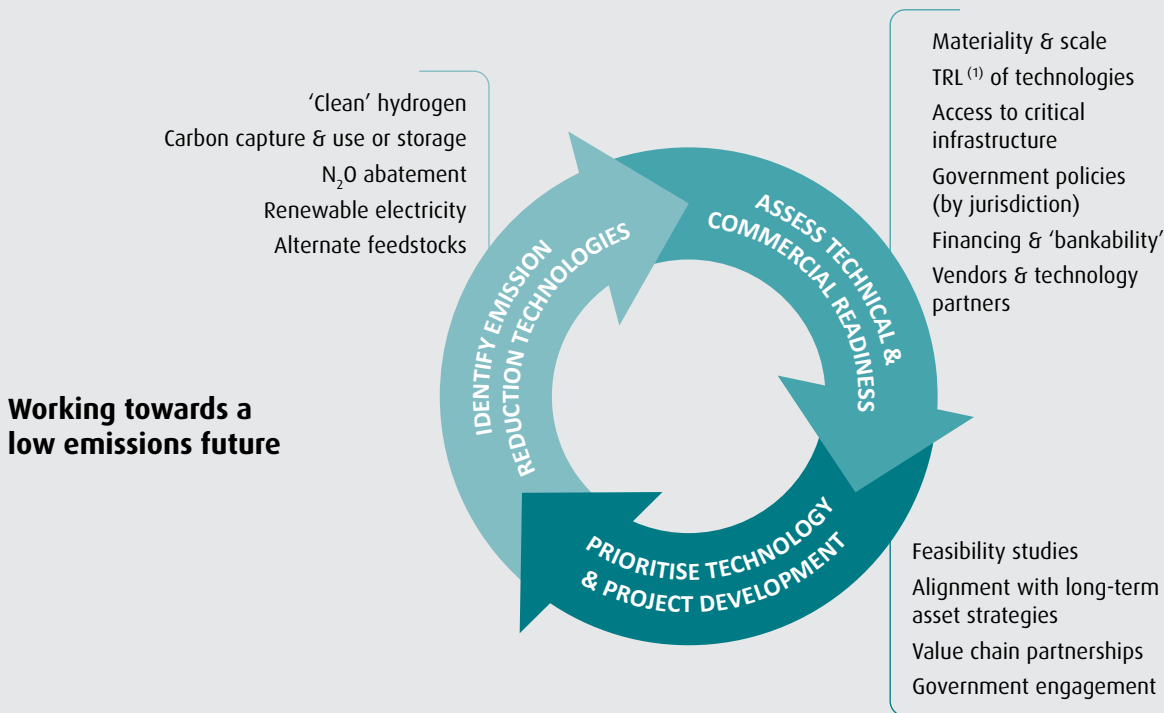 Working towards a
low emissions future
‘Clean’ hydrogen
Carbon capture & use or storage
N₂O abatement
Renewable electricity
Alternate feedstocks
IDENTIFY EMISSION
REDUCTION TECHNOLOGIES
ASSESS TECHNICAL &
COMMERCIAL READINESS
Materiality & scale
TRL⁽¹⁾ of technologies
Access to critical
infrastructure
Government policies
(by jurisdiction)
Financing & ‘bankability’
Vendors & technology
partners
PRIORITISE TECHNOLOGY
& PROJECT DEVELOPMENT
Feasibility studies
Alignment with long-term
asset strategies
Value chain partnerships
Government engagement